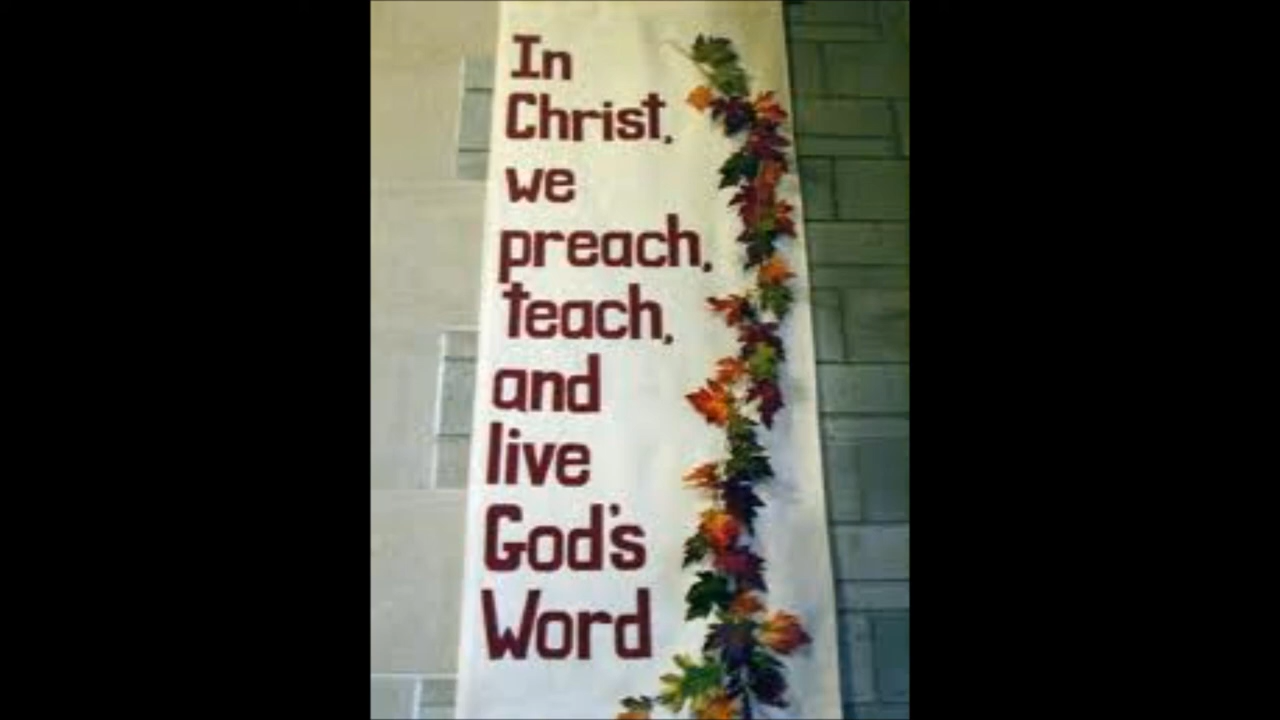 In
Christ,
we
preach,
teach,
and
live
God's
Word